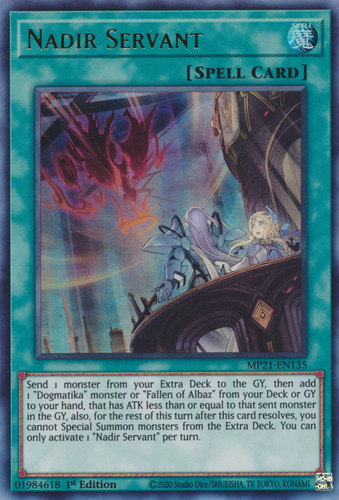 NADIR SERVANT
[SPELL CARD]
MP21-EN135
Send 1 monster from your Extra Deck to the GY, then add
1 "Dogmatika" monster or "Fallen of Albaz" from your Deck or GY
to your hand, that has ATK less than or equal to that sent monster
in the GY, also, for the rest of this turn after this card resolves, you
cannot Special Summon monsters from the Extra Deck. You can
only activate 1 "Nadir Servant" per turn.
01984618 1st Edition ©2020 Studio Dice/SHUEISHA, TV TOKYO, KONAMI